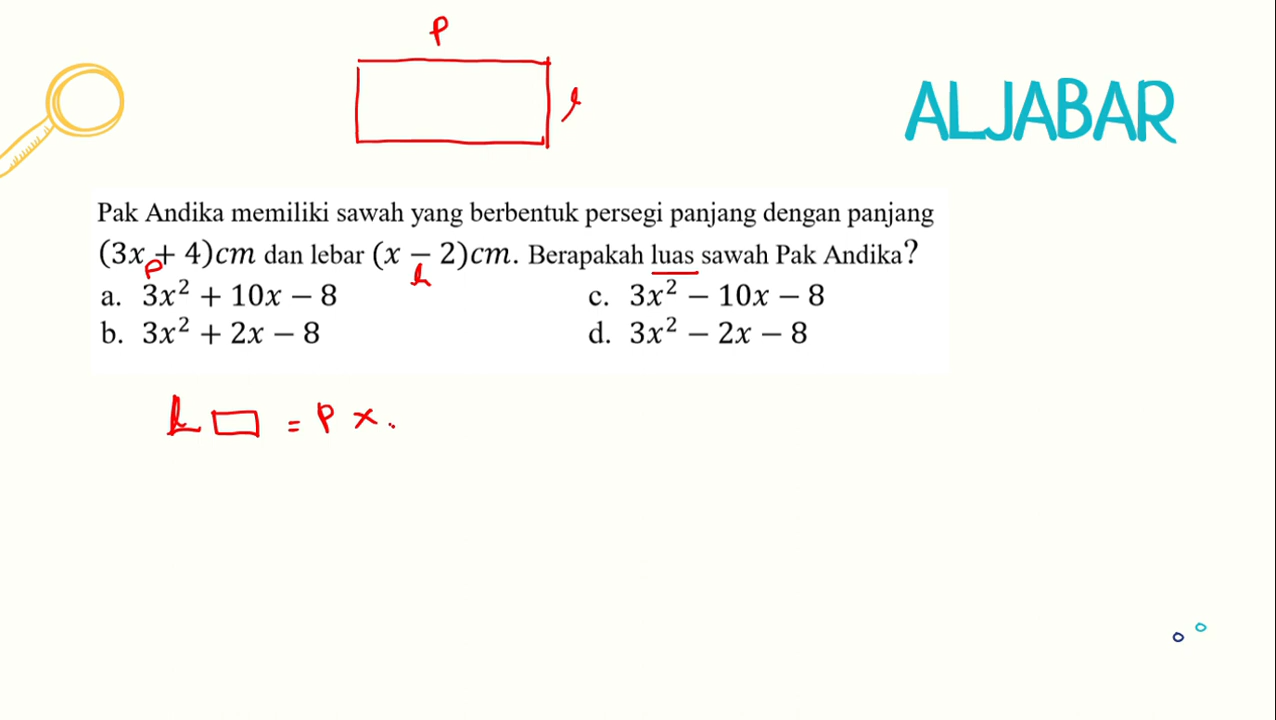 P
l
ALJABAR
Pak Andika memiliki sawah yang berbentuk persegi panjang dengan panjang
(3x + 4)cm dan lebar (x − 2)cm. Berapakah luas sawah Pak Andika?
p
l
a. 3x² + 10x − 8
c. 3x² − 10x − 8
b. 3x² + 2x − 8
d. 3x² − 2x − 8
L ▭ = P x.